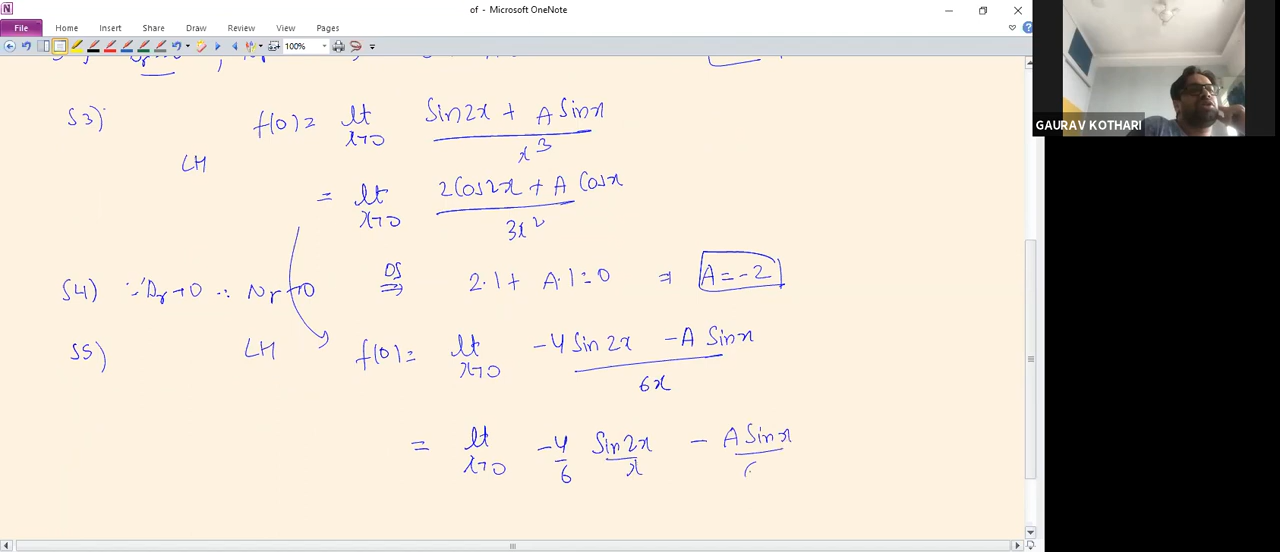 of - Microsoft OneNote
File Home Insert Share Draw Review View
100%
S3) f(0) = lt x→0 Sin2x + A Sinx / x³
LH
= lt x→0 2Cos2x + A Cosx / 3x²
S4) ∵ Dr→0 ∴ Nr→0 DS ⇒ 2·1 + A·1 = 0 ⇒ A = -2
S5) LH f(0) = lt x→0 -4 Sin2x - A Sinx / 6x
= lt x→0 -4/6 Sin2x/x - A Sinx/
GAURAV KOTHARI